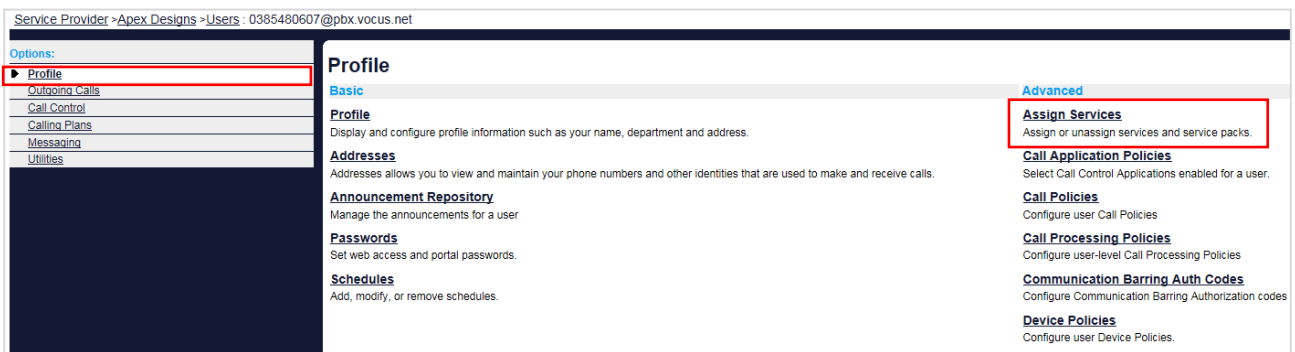 Service Provider >Apex Designs >Users : 0385480607@pbx.vocus.net
Options:
Profile
Outgoing Calls
Call Control
Calling Plans
Messaging
Utilities
Profile
Basic
Profile
Display and configure profile information such as your name, department and address.
Addresses
Addresses allows you to view and maintain your phone numbers and other identities that are used to make and receive calls.
Announcement Repository
Manage the announcements for a user
Passwords
Set web access and portal passwords.
Schedules
Add, modify, or remove schedules.
Advanced
Assign Services
Assign or unassign services and service packs.
Call Application Policies
Select Call Control Applications enabled for a user.
Call Policies
Configure user Call Policies
Call Processing Policies
Configure user-level Call Processing Policies
Communication Barring Auth Codes
Configure Communication Barring Authorization codes
Device Policies
Configure user Device Policies.